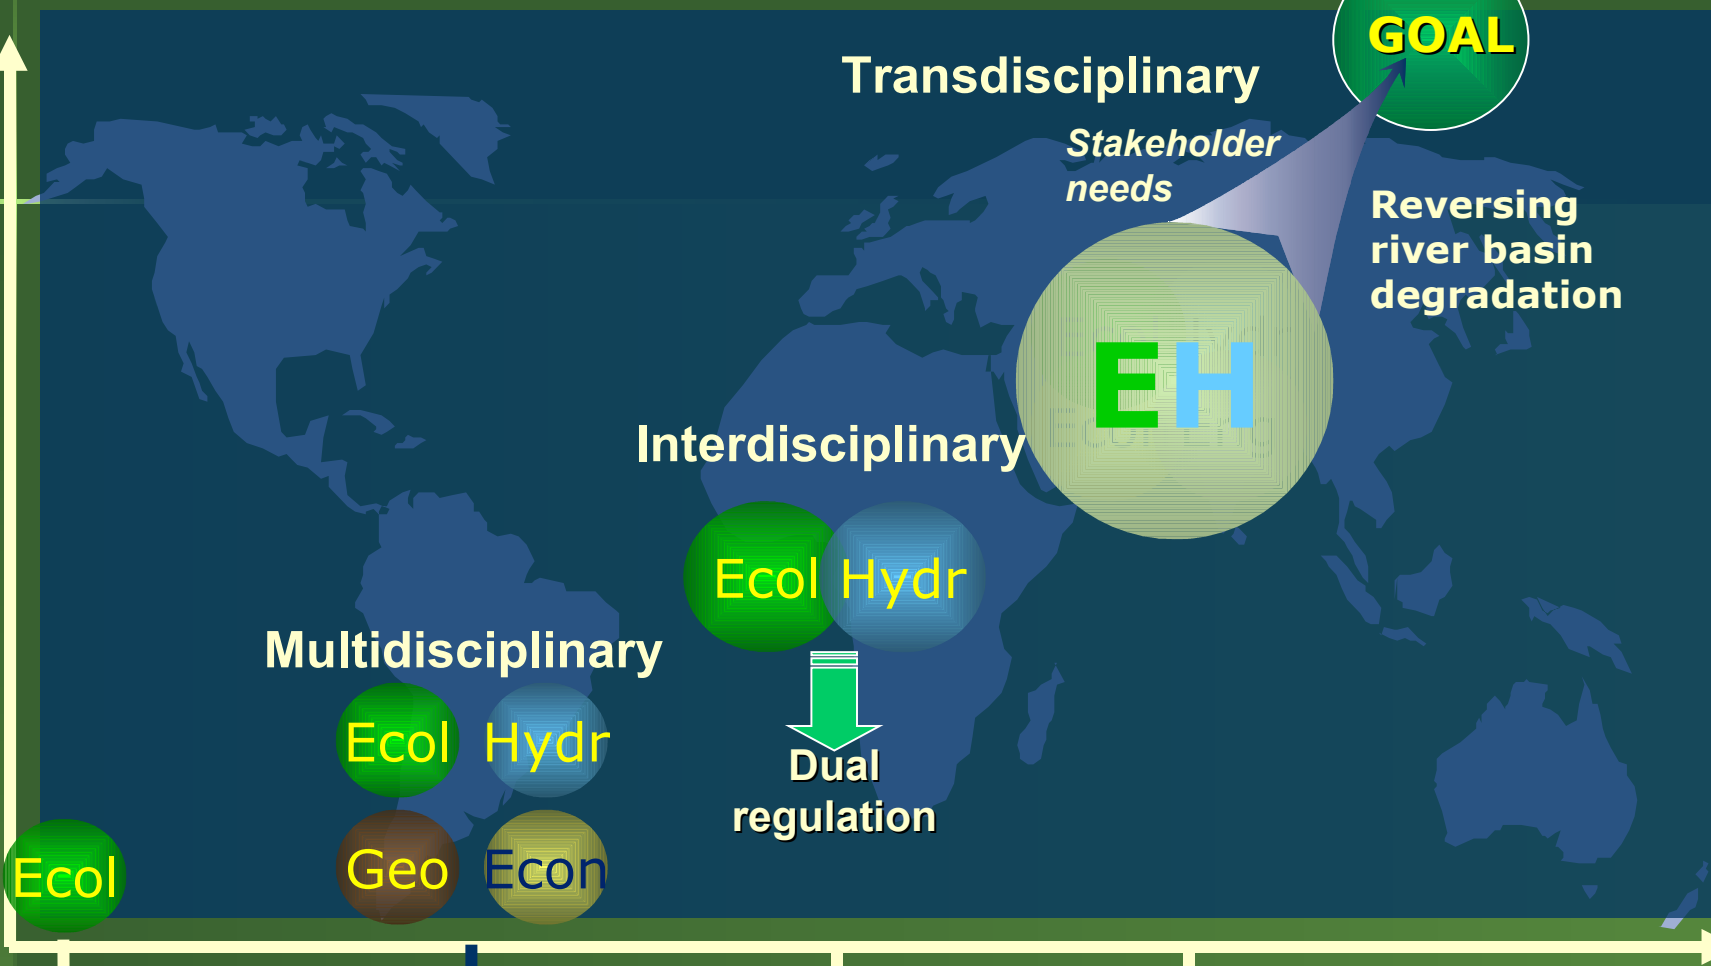 GOAL
Transdisciplinary
Stakeholder
needs
Reversing
river basin
degradation
EH
Interdisciplinary
Ecol Hydr
Multidisciplinary
Ecol Hydr
Dual
regulation
Geo Econ
Ecol